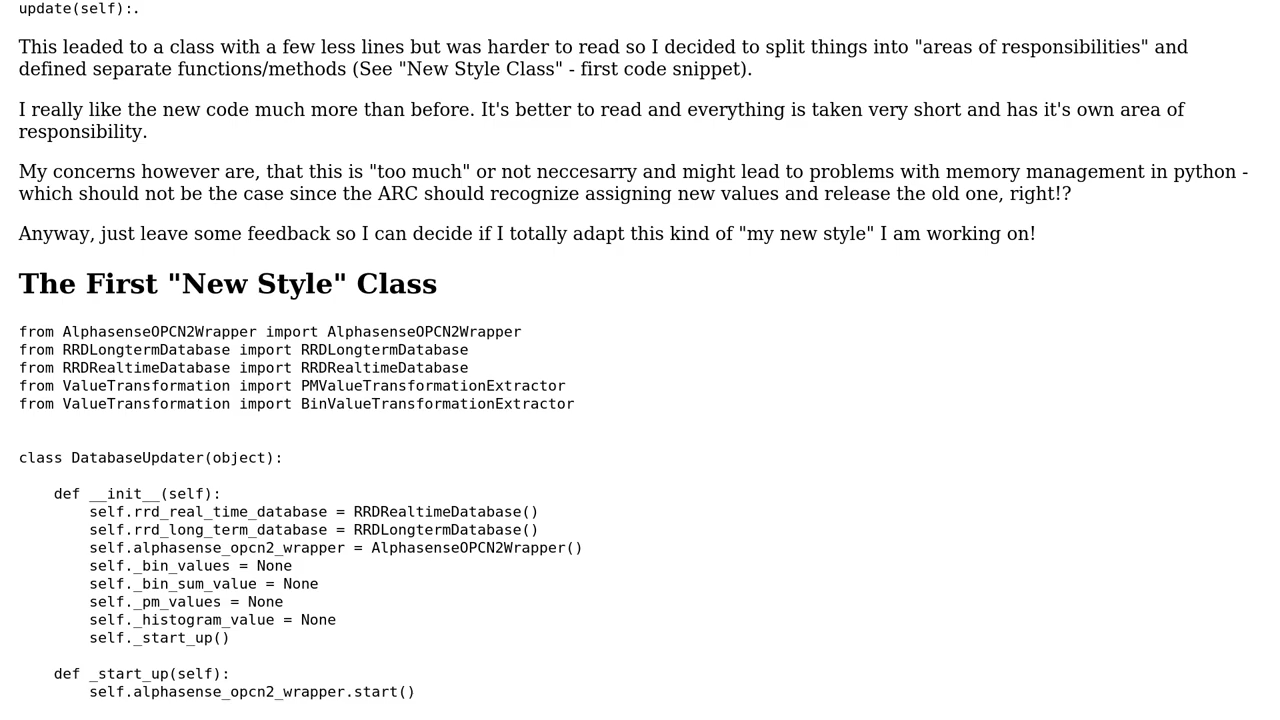 update(self):.
This leaded to a class with a few less lines but was harder to read so I decided to split things into "areas of responsibilities" and
defined separate functions/methods (See "New Style Class" - first code snippet).
I really like the new code much more than before. It's better to read and everything is taken very short and has it's own area of
responsibility.
My concerns however are, that this is "too much" or not neccesarry and might lead to problems with memory management in python -
which should not be the case since the ARC should recognize assigning new values and release the old one, right!?
Anyway, just leave some feedback so I can decide if I totally adapt this kind of "my new style" I am working on!
The First "New Style" Class
from AlphasenseOPCN2Wrapper import AlphasenseOPCN2Wrapper
from RRDLongtermDatabase import RRDLongtermDatabase
from RRDRealtimeDatabase import RRDRealtimeDatabase
from ValueTransformation import PMValueTransformationExtractor
from ValueTransformation import BinValueTransformationExtractor
class DatabaseUpdater(object):
    def __init__(self):
        self.rrd_real_time_database = RRDRealtimeDatabase()
        self.rrd_long_term_database = RRDLongtermDatabase()
        self.alphasense_opcn2_wrapper = AlphasenseOPCN2Wrapper()
        self._bin_values = None
        self._bin_sum_value = None
        self._pm_values = None
        self._histogram_value = None
        self._start_up()
    def _start_up(self):
        self.alphasense_opcn2_wrapper.start()